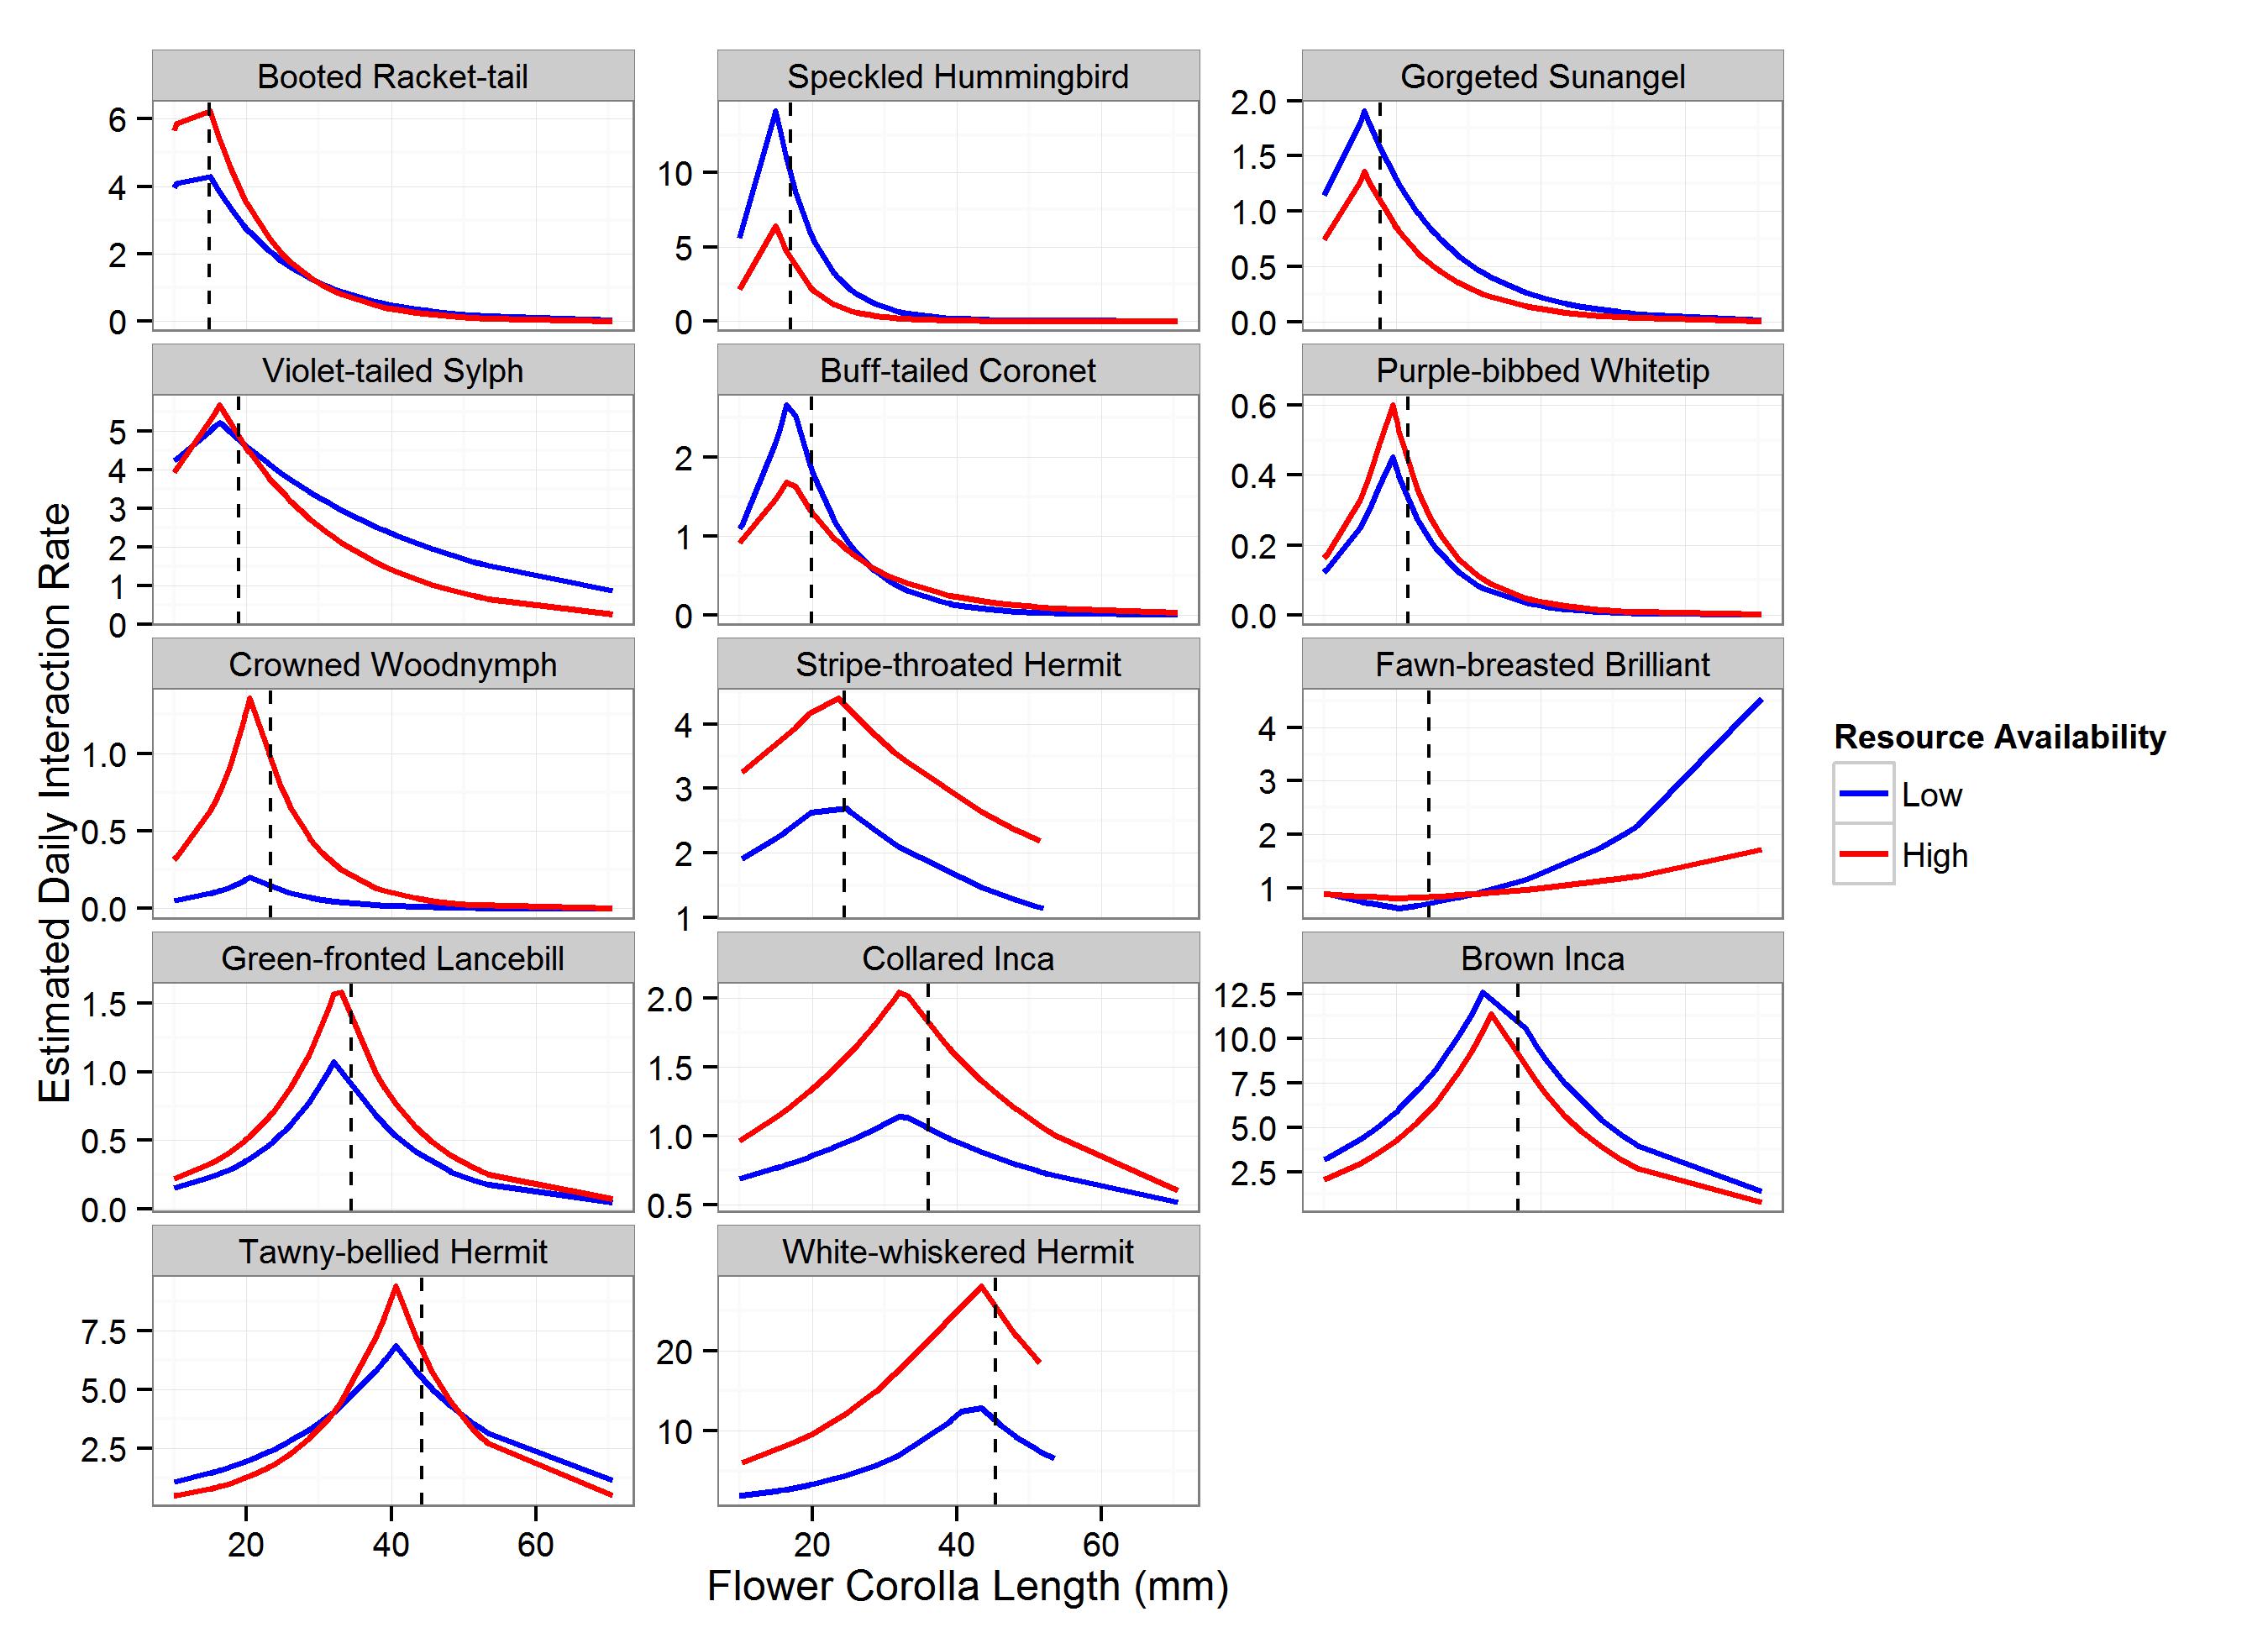 Booted Racket-tail
Speckled Hummingbird
Gorgeted Sunangel
6
4
2
0
10
5
0
2.0
1.5
1.0
0.5
0.0
Violet-tailed Sylph
Buff-tailed Coronet
Purple-bibbed Whitetip
5
4
3
2
1
0
2
1
0
0.6
0.4
0.2
0.0
Crowned Woodnymph
Stripe-throated Hermit
Fawn-breasted Brilliant
1.0
0.5
0.0
4
3
2
1
4
3
2
1
Green-fronted Lancebill
Collared Inca
Brown Inca
1.5
1.0
0.5
0.0
2.0
1.5
1.0
0.5
12.5
10.0
7.5
5.0
2.5
Tawny-bellied Hermit
White-whiskered Hermit
7.5
5.0
2.5
20
10
20 40 60
20 40 60
Flower Corolla Length (mm)
Estimated Daily Interaction Rate
Resource Availability
Low
High